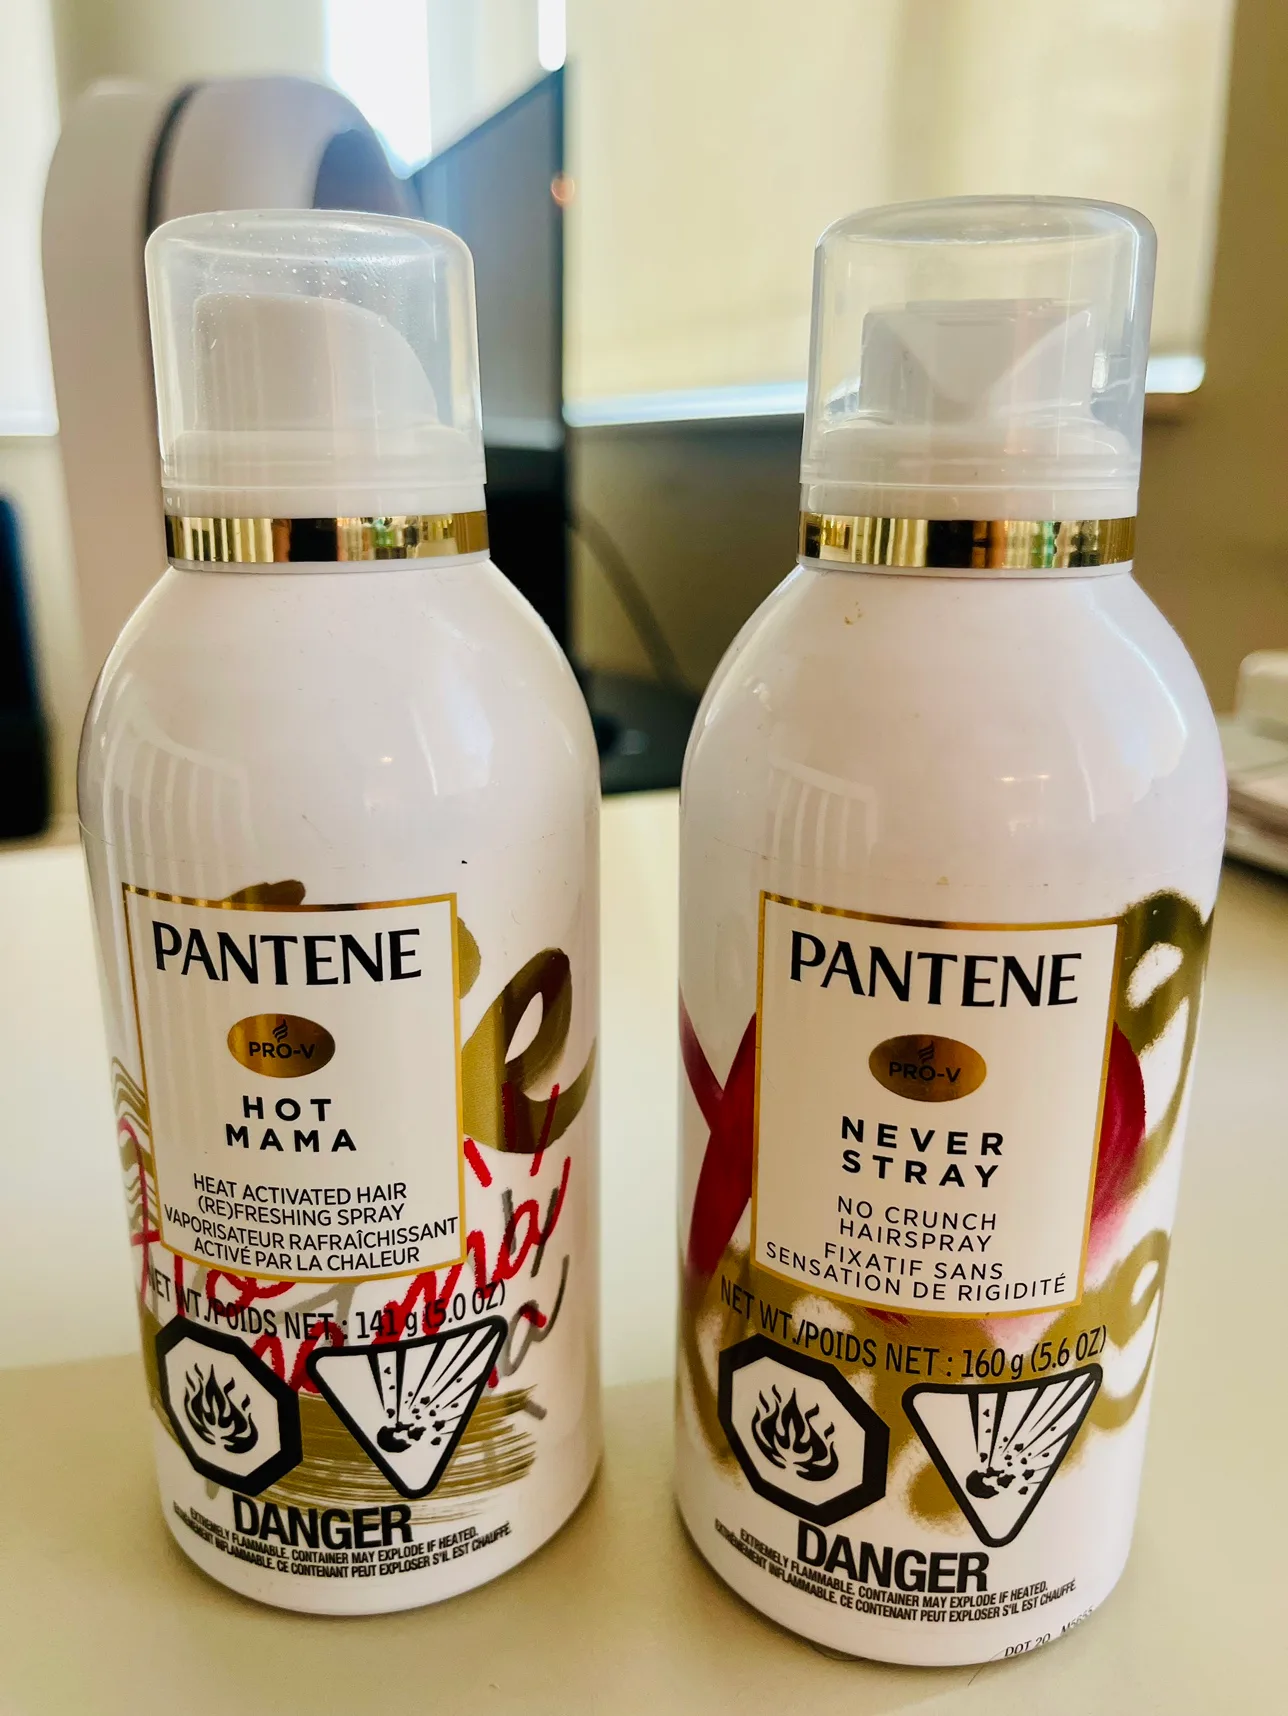 PANTENE
PRO-V
HOT
MAMA
HEAT ACTIVATED HAIR
(RE)FRESHING SPRAY
VAPORISATEUR RAFRAÎCHISSANT
ACTIVÉ PAR LA CHALEUR
NET WT./POIDS NET : 141 g (5.0 OZ)
DANGER
EXTREMELY FLAMMABLE. CONTAINER MAY EXPLODE IF HEATED.
EXTRÊMEMENT INFLAMMABLE. CE CONTENANT PEUT EXPLOSER S'IL EST CHAUFFÉ.
PANTENE
PRO-V
NEVER
STRAY
NO CRUNCH
HAIRSPRAY
FIXATIF SANS
SENSATION DE RIGIDITÉ
NET WT./POIDS NET : 160 g (5.6 OZ)
DANGER
EXTREMELY FLAMMABLE. CONTAINER MAY EXPLODE IF HEATED.
EXTRÊMEMENT INFLAMMABLE. CE CONTENANT PEUT EXPLOSER S'IL EST CHAUFFÉ
DOT 20